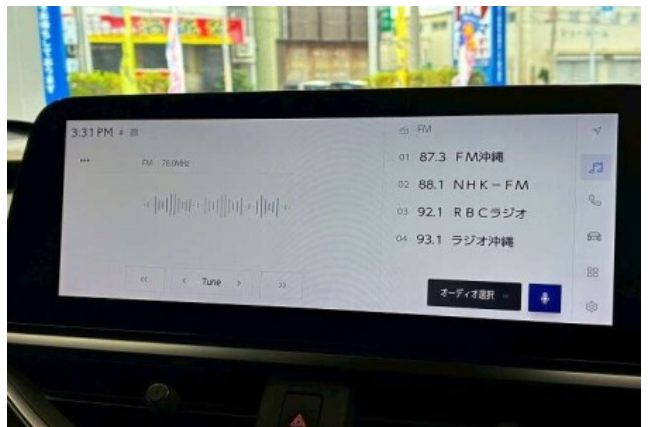 3:31 PM
FM 76.0MHz
Tune
FM
01 87.3 FM沖縄
02 88.1 NHK-FM
03 92.1 RBCラジオ
04 93.1 ラジオ沖縄
オーディオ選択